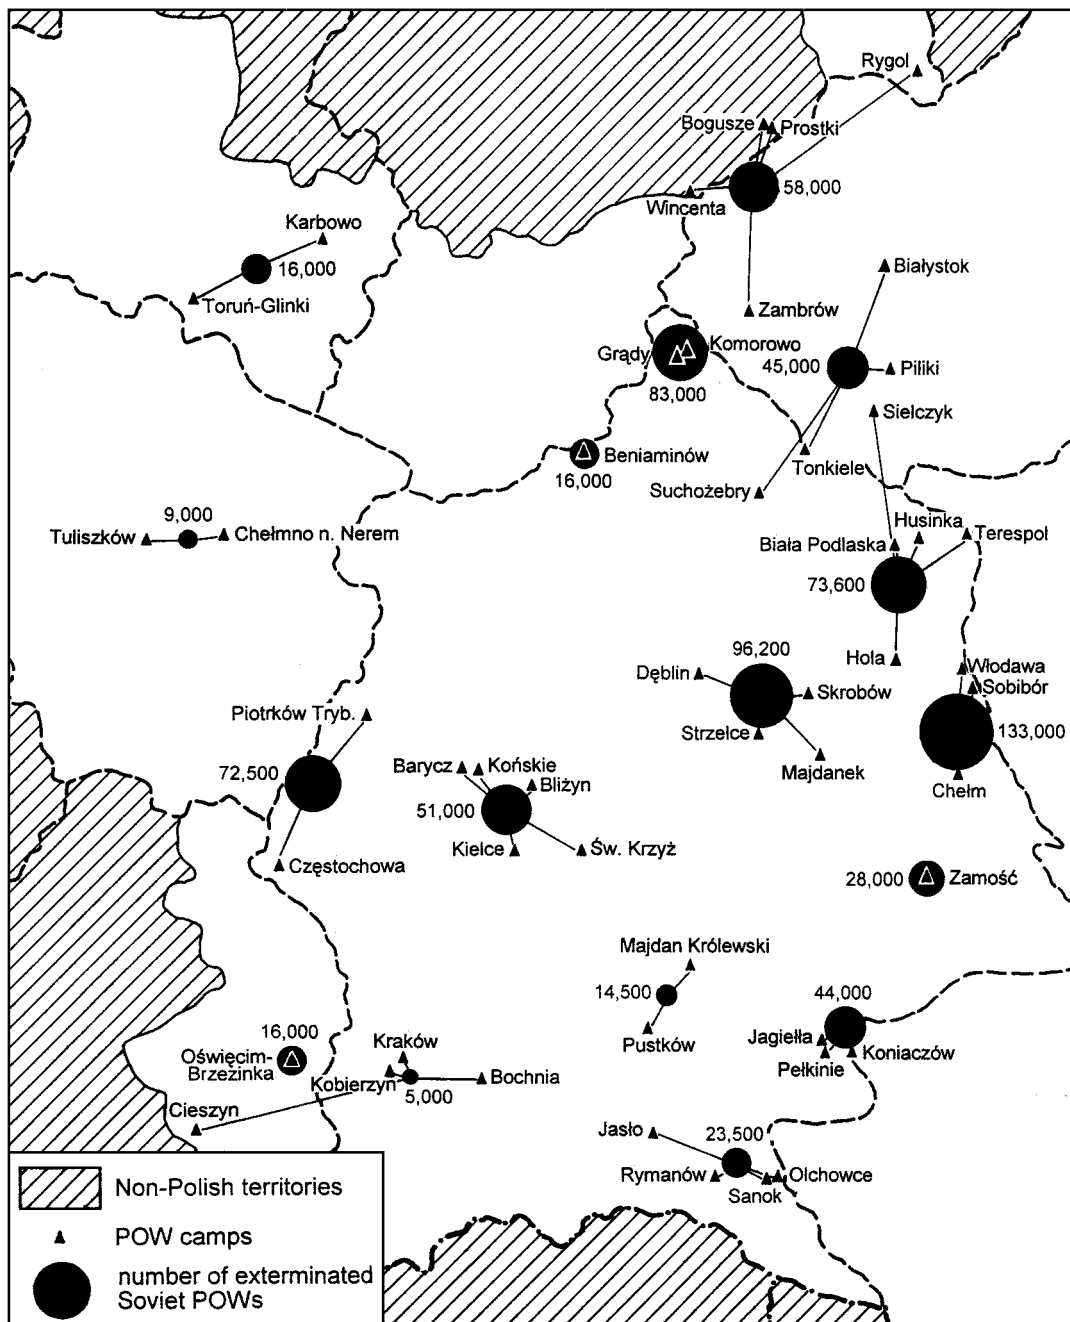 Rygol
Bogusze
Prostki
58,000
Wincenta
Karbowo
16,000
Toruń-Glinki
Białystok
Zambrów
Komorowo
Grądy
83,000
45,000
Piliki
Sielczyk
Beniaminów
16,000
Tonkiele
Suchożebry
9,000
Tuliszków
Chełmno n. Nerem
Husinka
Terespol
Biała Podlaska
73,600
96,200
Hola
Dęblin
Skrobów
Włodawa
Sobibór
Strzelce
133,000
Majdanek
Chełm
Piotrków Tryb.
72,500
Częstochowa
Barycz
Końskie
Bliżyn
51,000
Kielce
Św. Krzyż
28,000
Zamość
Majdan Królewski
14,500
Pustków
44,000
Jagiełła
Pełkinie
Koniaczów
16,000
Oświęcim-
Brzezinka
Kraków
Kobierzyn
5,000
Bochnia
Cieszyn
Jasło
23,500
Rymanów
Sanok
Olchowce
Non-Polish territories
POW camps
number of exterminated
Soviet POWs